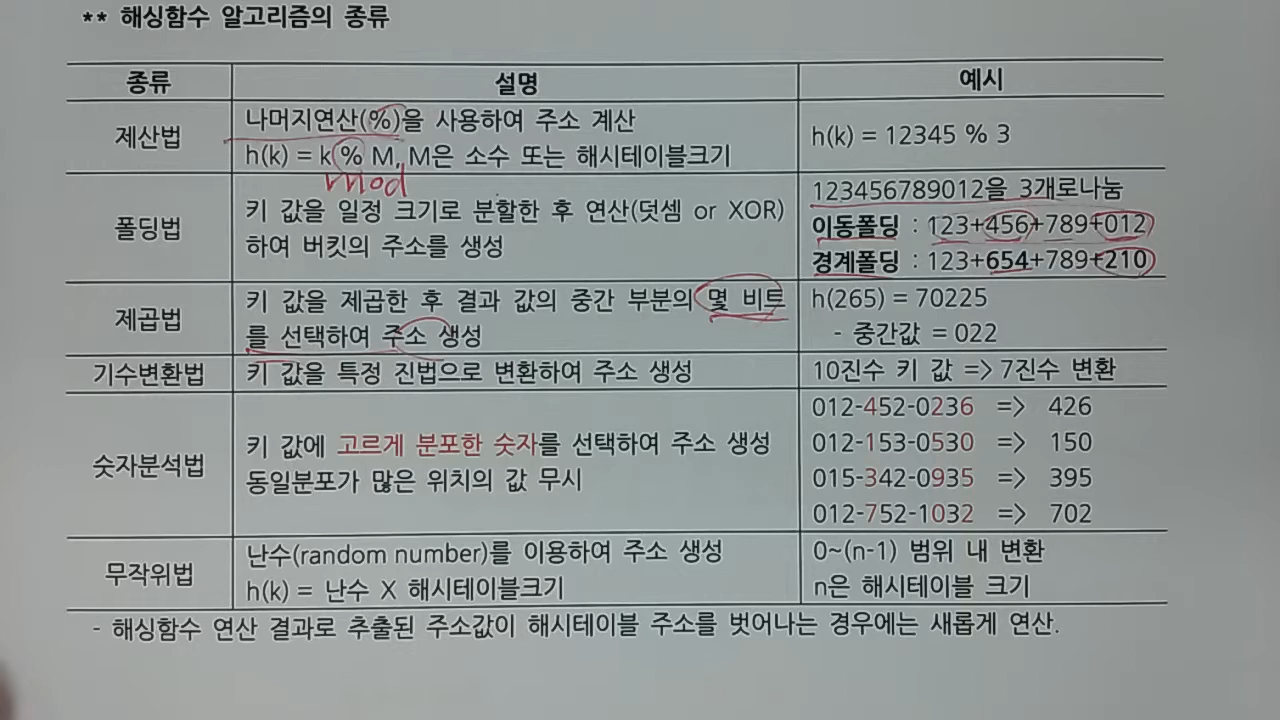 ** 해싱함수 알고리즘의 종류
종류 설명 예시
제산법
나머지연산(%)을 사용하여 주소 계산
h(k) = k % M, M은 소수 또는 해시테이블크기
mod
h(k) = 12345 % 3
폴딩법
키 값을 일정 크기로 분할한 후 연산(덧셈 or XOR)
하여 버킷의 주소를 생성
123456789012을 3개로나눔
이동폴딩 : 123+456+789+012
경계폴딩 : 123+654+789+210
제곱법
키 값을 제곱한 후 결과 값의 중간 부분의 몇 비트
를 선택하여 주소 생성
h(265) = 70225
- 중간값 = 022
기수변환법
키 값을 특정 진법으로 변환하여 주소 생성
10진수 키 값 => 7진수 변환
숫자분석법
키 값에 고르게 분포한 숫자를 선택하여 주소 생성
동일분포가 많은 위치의 값 무시
012-452-0236 => 426
012-153-0530 => 150
015-342-0935 => 395
012-752-1032 => 702
무작위법
난수(random number)를 이용하여 주소 생성
h(k) = 난수 X 해시테이블크기
0~(n-1) 범위 내 변환
n은 해시테이블 크기
- 해싱함수 연산 결과로 추출된 주소값이 해시테이블 주소를 벗어나는 경우에는 새롭게 연산.